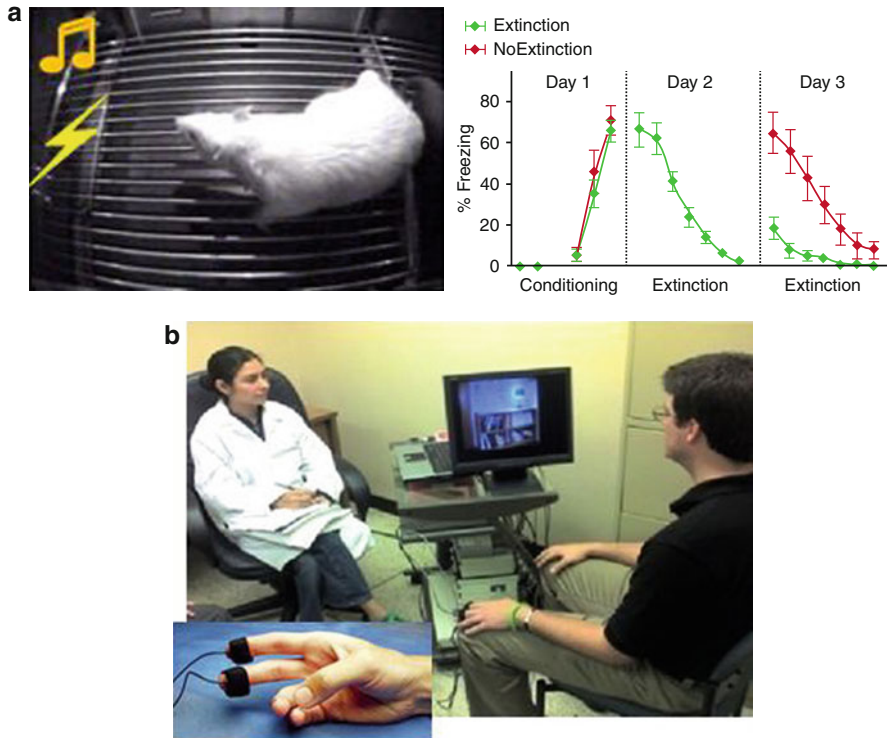 a
Extinction
NoExtinction
Day 1 Day 2 Day 3
% Freezing
80
60
40
20
0
Conditioning Extinction Extinction
b